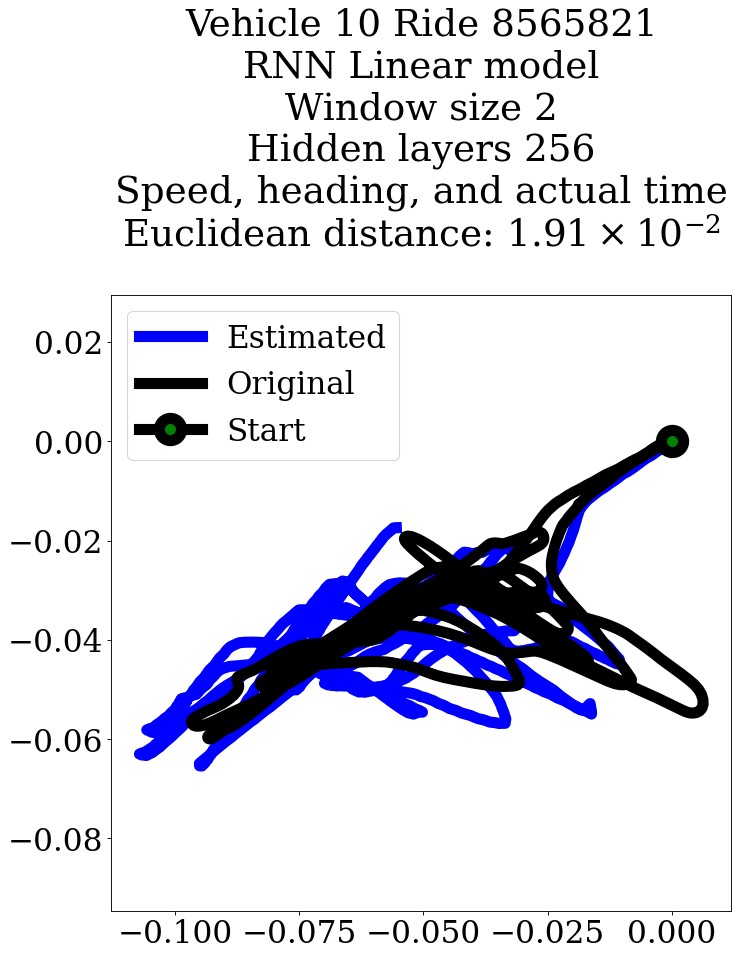 Vehicle 10 Ride 8565821
RNN Linear model
Window size 2
Hidden layers 256
Speed, heading, and actual time
Euclidean distance: 1.91 × 10⁻²
Estimated
Original
Start
0.02
0.00
−0.02
−0.04
−0.06
−0.08
−0.100 −0.075 −0.050 −0.025 0.000